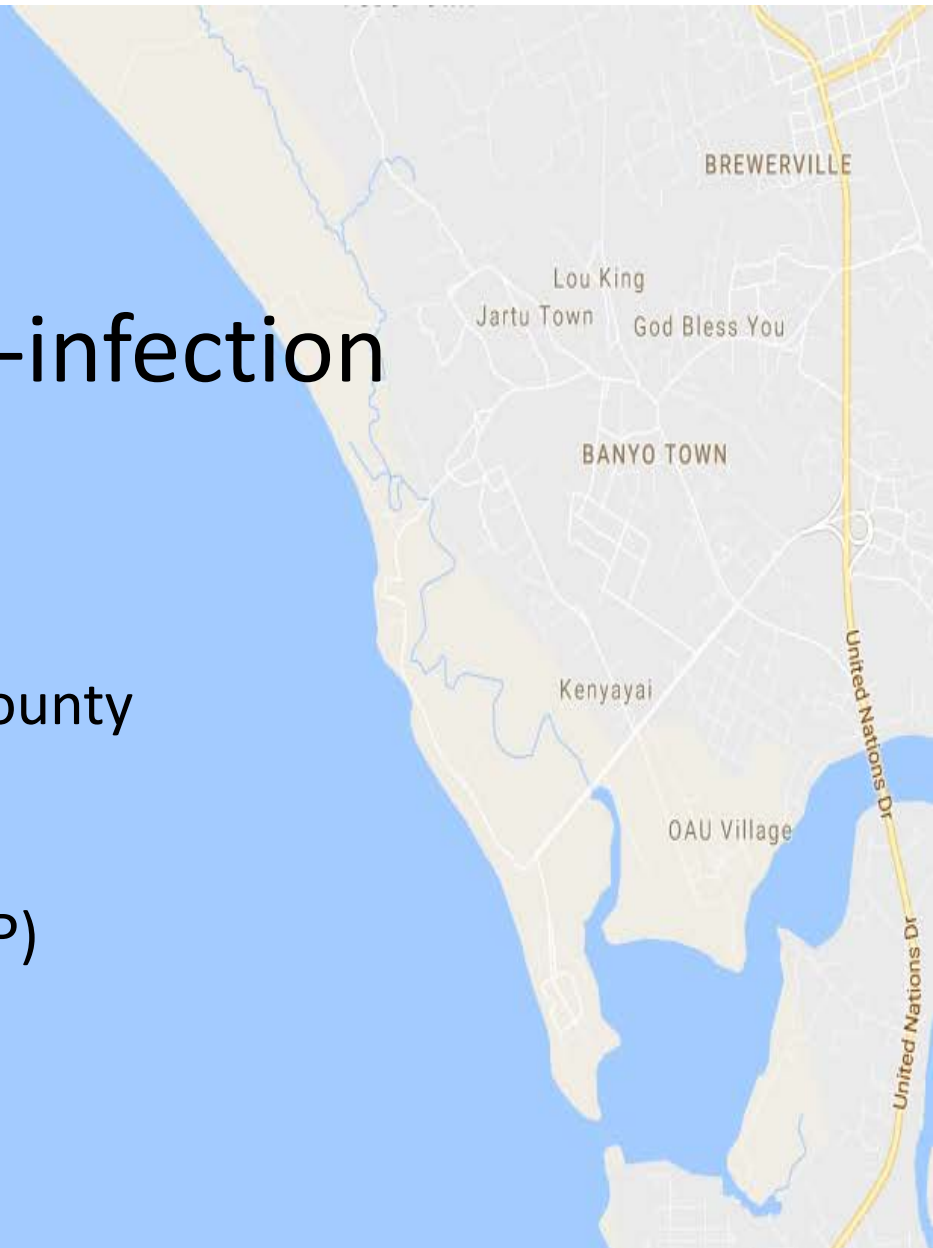 BREWERVILLE
Lou King
Jartu Town
God Bless You
-infection
BANYO TOWN
United Nations Dr
Kenyayai
ounty
OAU Village
P)
United Nations Dr